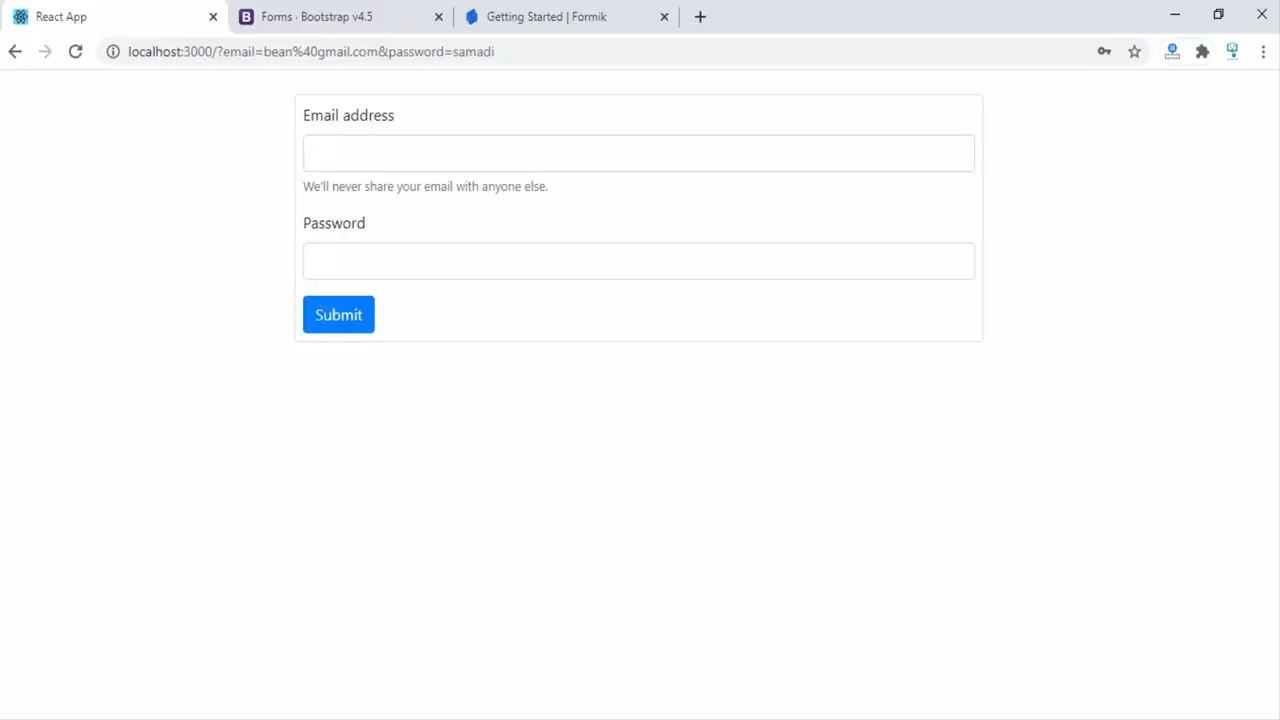 React App
Forms · Bootstrap v4.5
Getting Started | Formik
localhost:3000/?email=bean%40gmail.com&password=samadi
Email address
We'll never share your email with anyone else.
Password
Submit